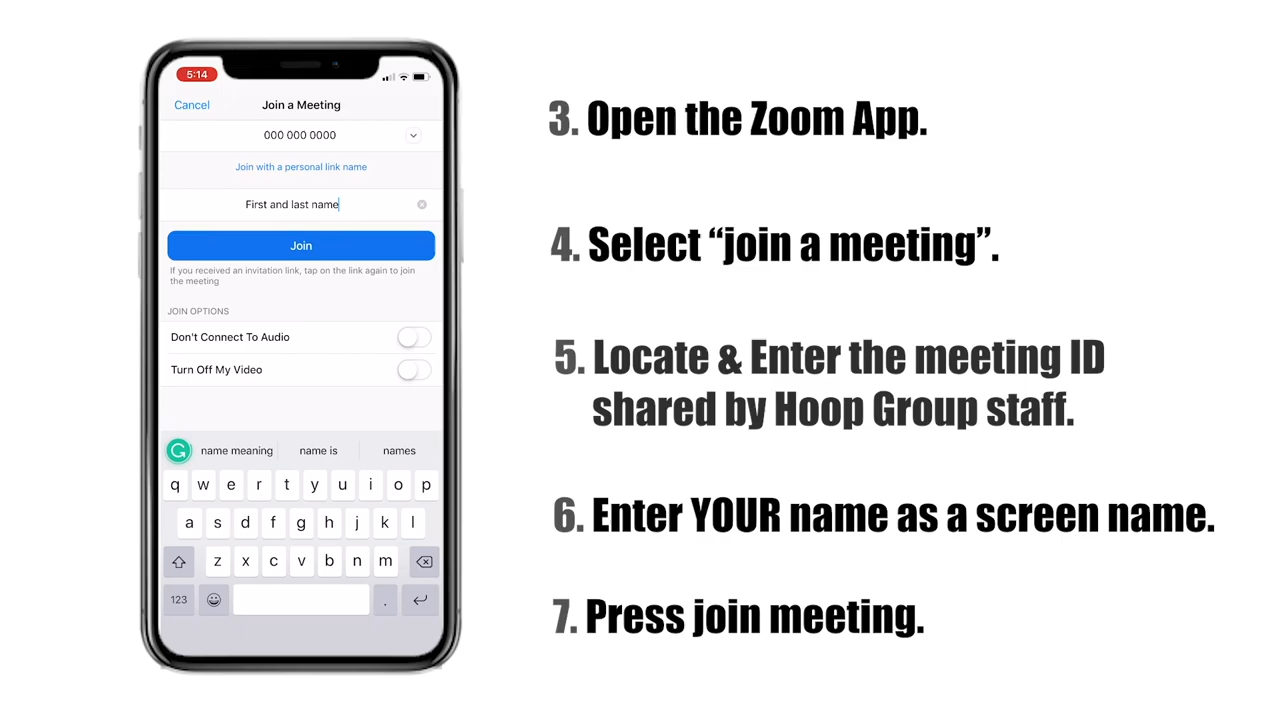 5:14
Cancel
Join a Meeting
000 000 0000
Join with a personal link name
First and last name
Join
If you received an invitation link, tap on the link again to join
the meeting
JOIN OPTIONS
Don't Connect To Audio
Turn Off My Video
name meaning name is names
q w e r t y u i o p
a s d f g h j k l
z x c v b n m
123 .
3. Open the Zoom App.
4. Select “join a meeting”.
5. Locate & Enter the meeting ID
shared by Hoop Group staff.
6. Enter YOUR name as a screen name.
7. Press join meeting.